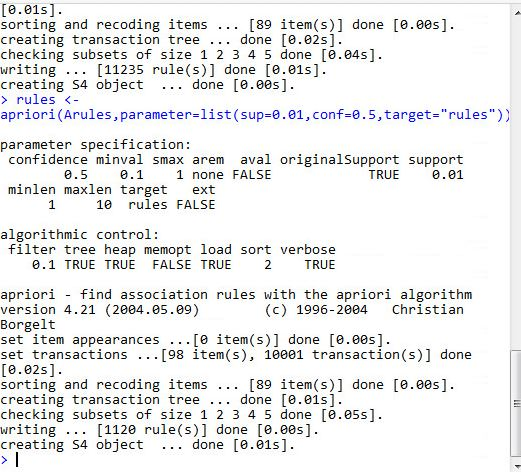 [0.01s].
sorting and recoding items ... [89 item(s)] done [0.00s].
creating transaction tree ... done [0.02s].
checking subsets of size 1 2 3 4 5 done [0.04s].
writing ... [11235 rule(s)] done [0.01s].
creating S4 object  ... done [0.00s].
> rules <-
apriori(Arules,parameter=list(sup=0.01,conf=0.5,target="rules"))

parameter specification:
 confidence minval smax arem  aval originalSupport support
        0.5    0.1    1 none FALSE            TRUE    0.01
 minlen maxlen target   ext
      1     10  rules FALSE

algorithmic control:
 filter tree heap memopt load sort verbose
    0.1 TRUE TRUE  FALSE TRUE    2    TRUE

apriori - find association rules with the apriori algorithm
version 4.21 (2004.05.09)        (c) 1996-2004   Christian
Borgelt
set item appearances ...[0 item(s)] done [0.00s].
set transactions ...[98 item(s), 10001 transaction(s)] done
[0.02s].
sorting and recoding items ... [89 item(s)] done [0.00s].
creating transaction tree ... done [0.01s].
checking subsets of size 1 2 3 4 5 done [0.05s].
writing ... [1120 rule(s)] done [0.00s].
creating S4 object  ... done [0.01s].
>